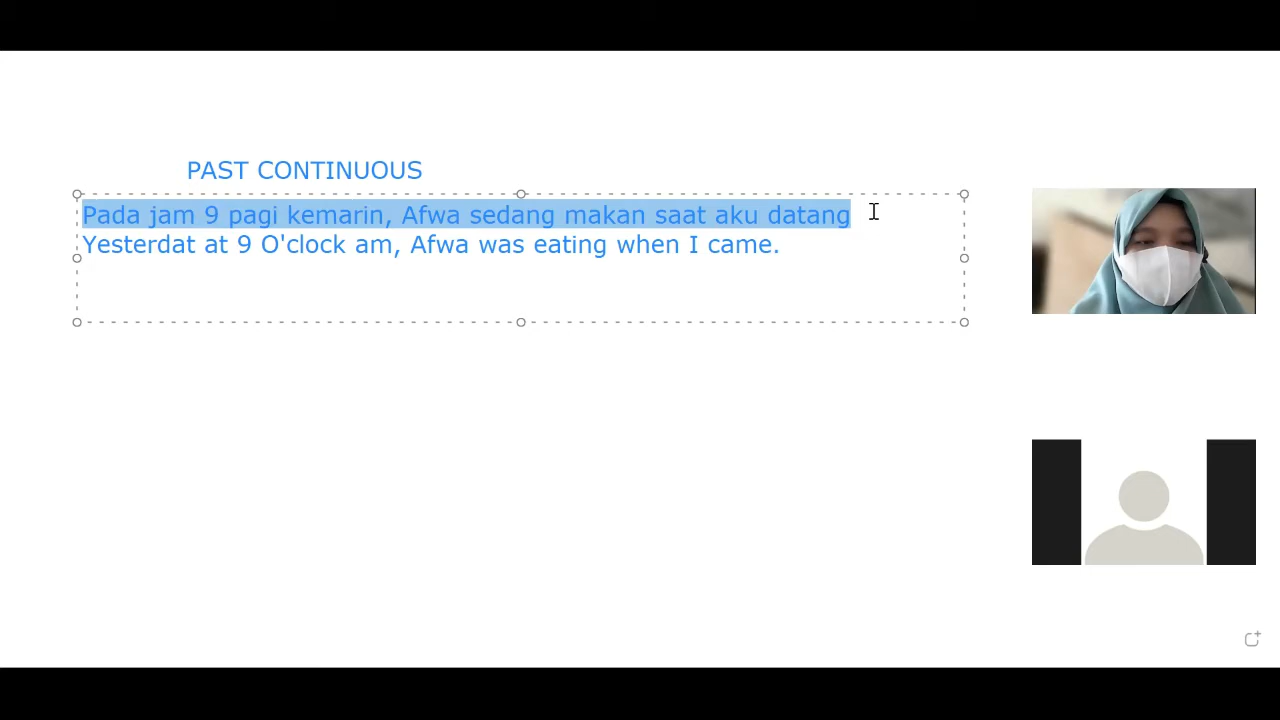 PAST CONTINUOUS
Pada jam 9 pagi kemarin, Afwa sedang makan saat aku datang
Yesterdat at 9 O'clock am, Afwa was eating when I came.